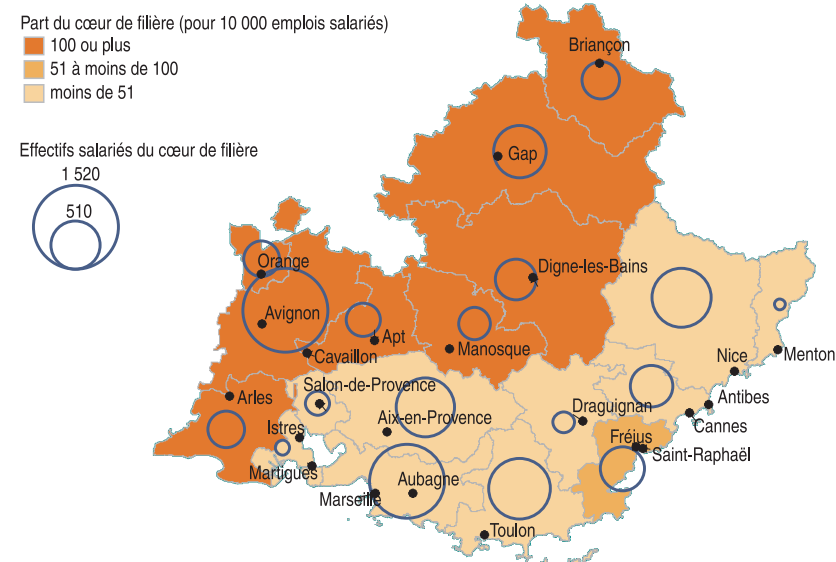 Part du cœur de filière (pour 10 000 emplois salariés)
100 ou plus
51 à moins de 100
moins de 51
Effectifs salariés du cœur de filière
1 520
510
Briançon
Gap
Digne-les-Bains
Orange
Avignon
Apt
Cavaillon
Manosque
Nice
Menton
Arles
Salon-de-Provence
Antibes
Draguignan
Cannes
Aix-en-Provence
Istres
Fréjus
Saint-Raphaël
Martigues
Aubagne
Marseille
Toulon